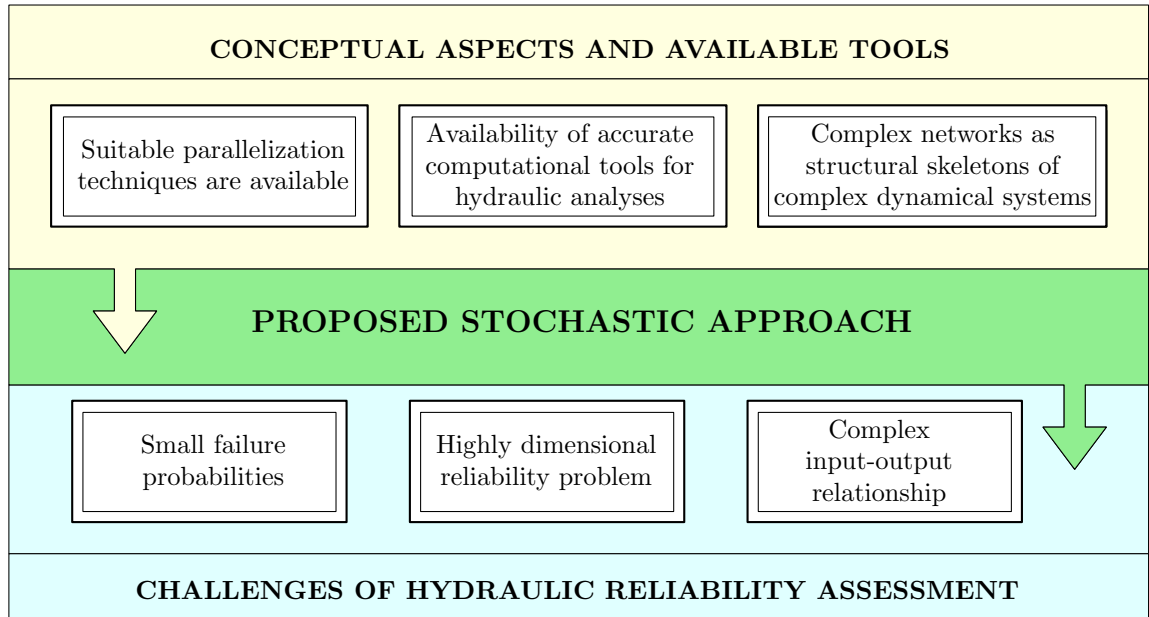 CONCEPTUAL ASPECTS AND AVAILABLE TOOLS
Suitable parallelization
techniques are available
Availability of accurate
computational tools for
hydraulic analyses
Complex networks as
structural skeletons of
complex dynamical systems
PROPOSED STOCHASTIC APPROACH
Small failure
probabilities
Highly dimensional
reliability problem
Complex
input-output
relationship
CHALLENGES OF HYDRAULIC RELIABILITY ASSESSMENT